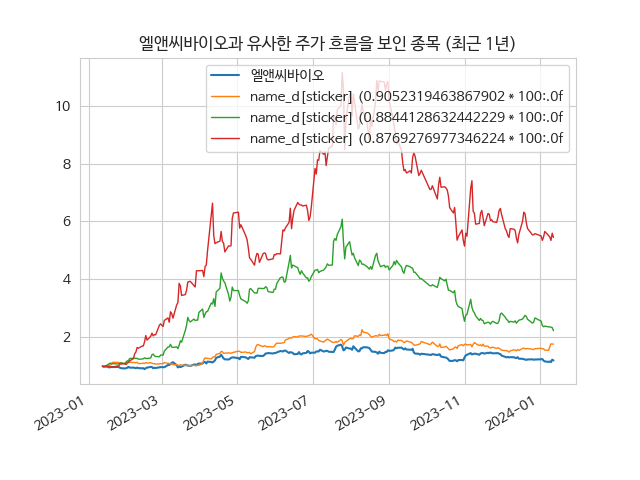 엘앤씨바이오과 유사한 주가 흐름을 보인 종목 (최근 1년)
엘앤씨바이오
name_d[sticker] (0.9052319463867902 * 100:.0f
name_d[sticker] (0.8844128632442229 * 100:.0f
name_d[sticker] (0.8769276977346224 * 100:.0f
10
8
6
4
2
2023-01
2023-03
2023-05
2023-07
2023-09
2023-11
2024-01